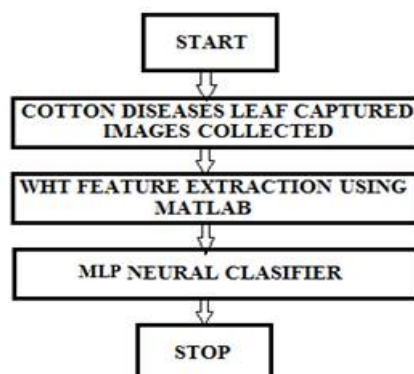 START
COTTON DISEASES LEAF CAPTURED
IMAGES COLLECTED
WHT FEATURE EXTRACTION USING
MATLAB
MLP NEURAL CLASIFIER
STOP